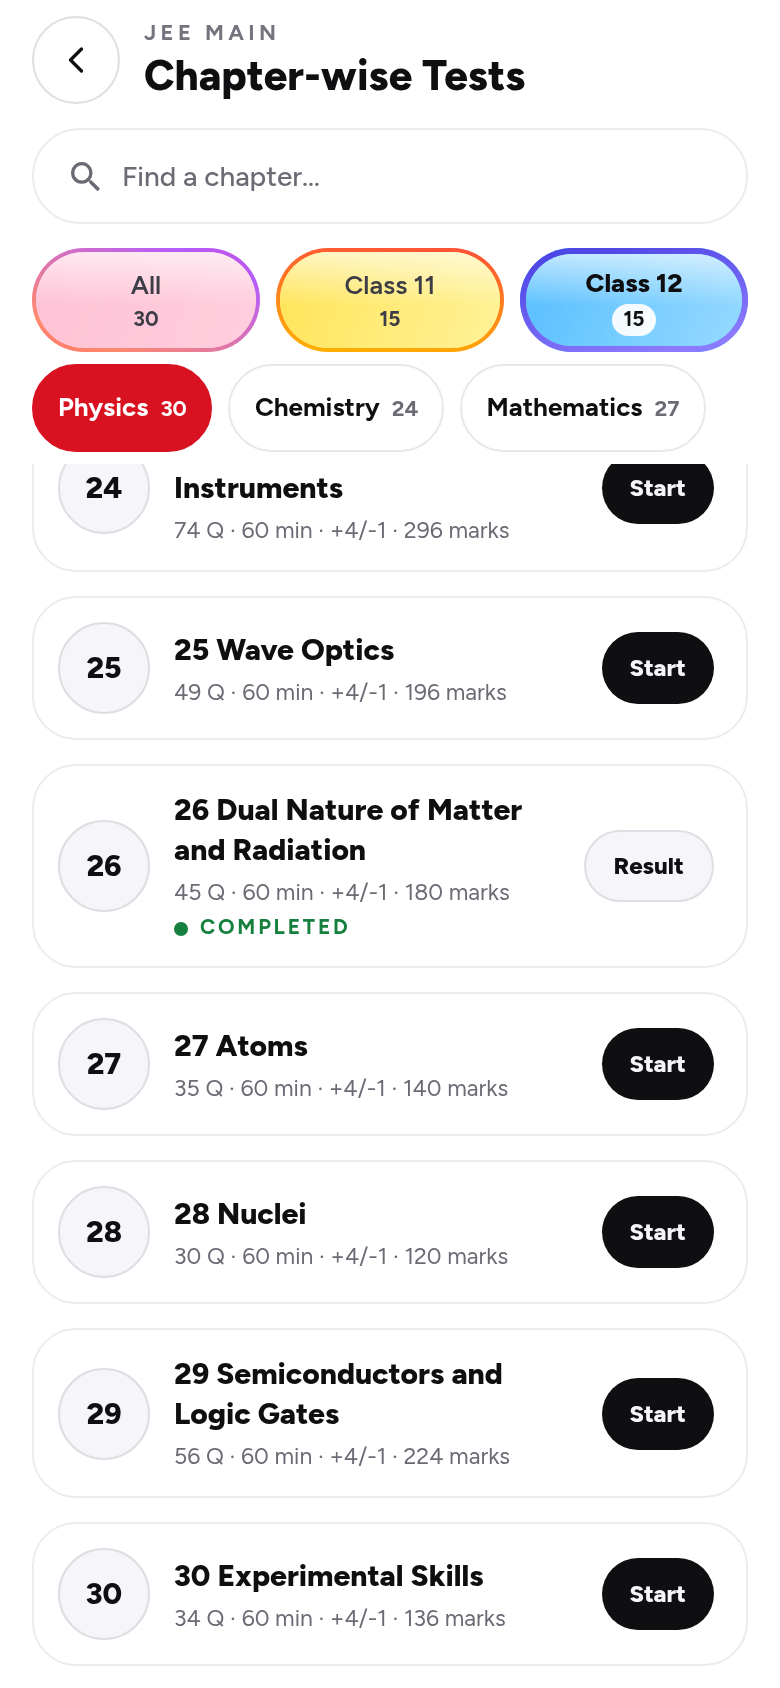 JEE MAIN
Chapter-wise Tests
Find a chapter...
All
30
Class 11
15
Class 12
15
Physics 30
Chemistry 24
Mathematics 27
24
Instruments
74 Q · 60 min · +4/-1 · 296 marks
Start
25
25 Wave Optics
49 Q · 60 min · +4/-1 · 196 marks
Start
26
26 Dual Nature of Matter
and Radiation
45 Q · 60 min · +4/-1 · 180 marks
COMPLETED
Result
27
27 Atoms
35 Q · 60 min · +4/-1 · 140 marks
Start
28
28 Nuclei
30 Q · 60 min · +4/-1 · 120 marks
Start
29
29 Semiconductors and
Logic Gates
56 Q · 60 min · +4/-1 · 224 marks
Start
30
30 Experimental Skills
34 Q · 60 min · +4/-1 · 136 marks
Start